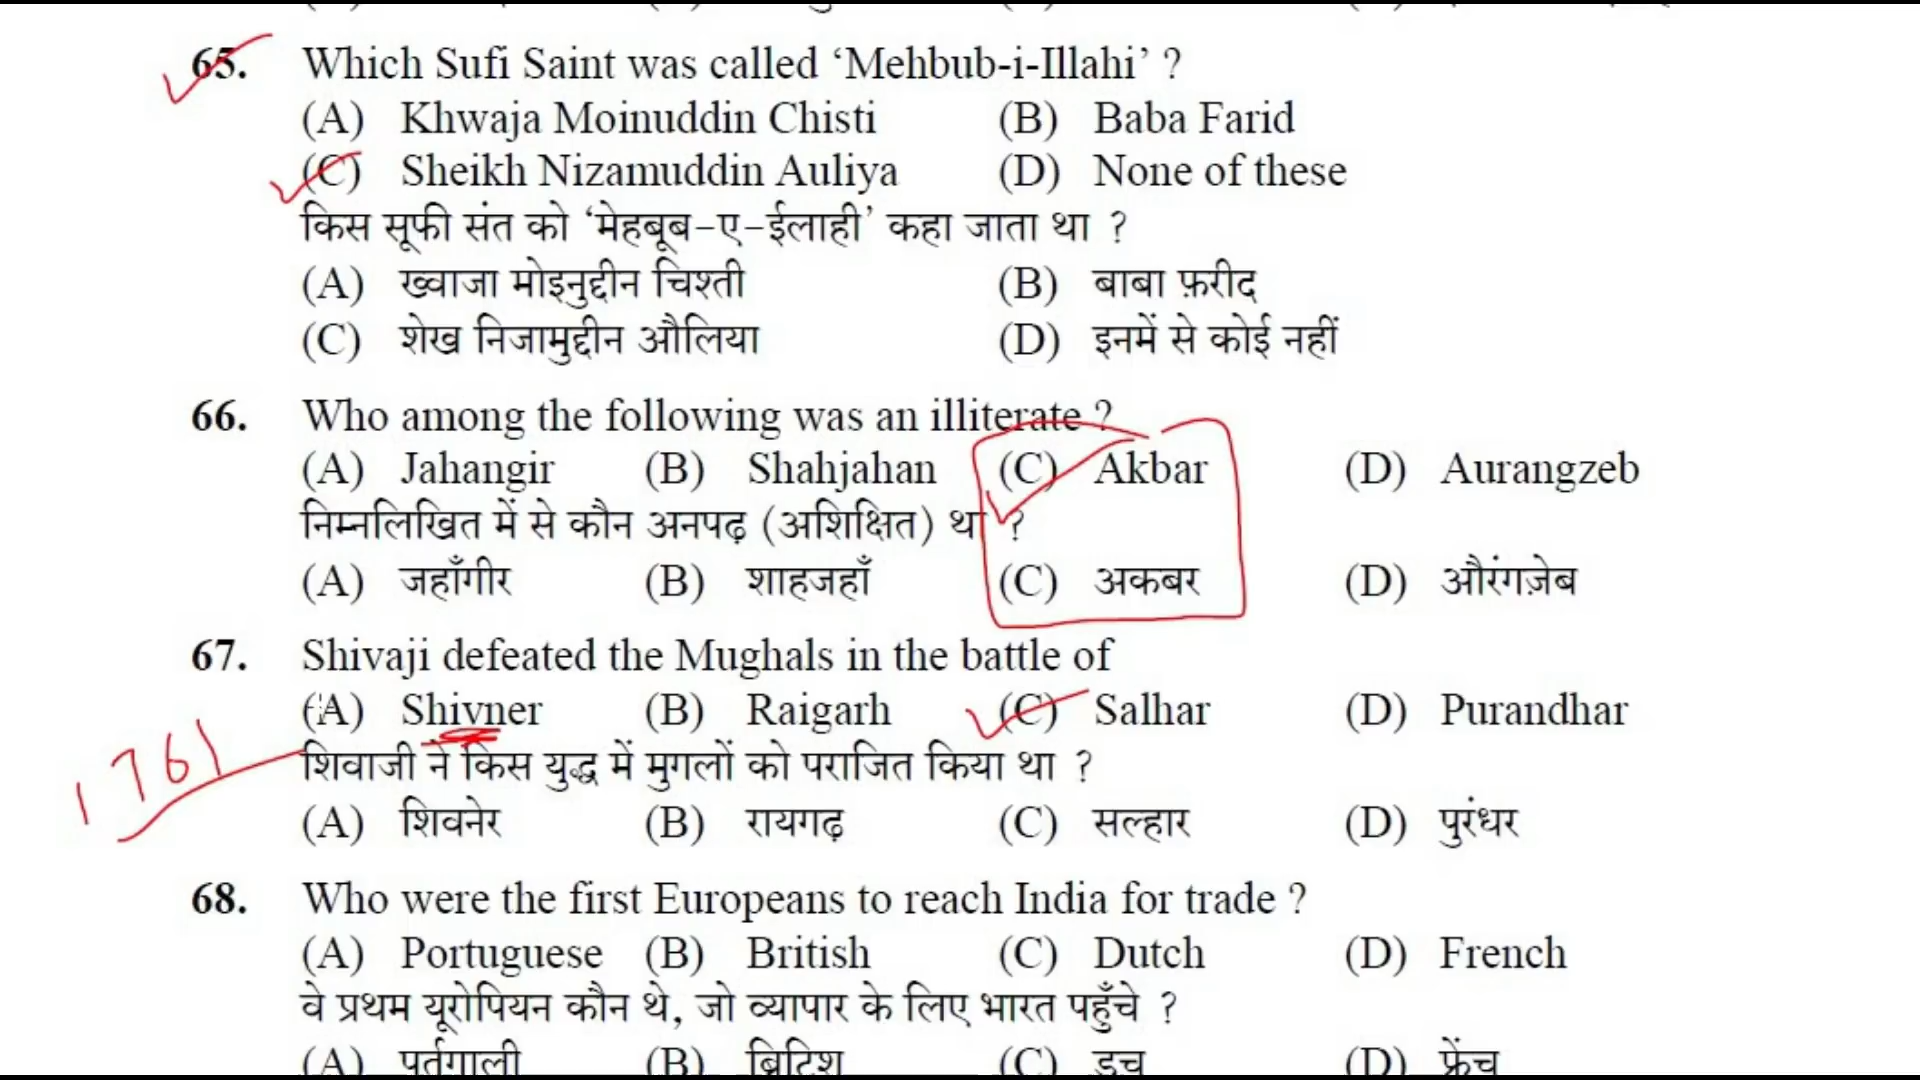 65. Which Sufi Saint was called ‘Mehbub-i-Illahi’ ?
(A) Khwaja Moinuddin Chisti (B) Baba Farid
(C) Sheikh Nizamuddin Auliya (D) None of these
किस सूफी संत को ‘मेहबूब-ए-ईलाही’ कहा जाता था ?
(A) ख्वाजा मोइनुद्दीन चिश्ती (B) बाबा फ़रीद
(C) शेख निजामुद्दीन औलिया (D) इनमें से कोई नहीं
66. Who among the following was an illiterate ?
(A) Jahangir (B) Shahjahan (C) Akbar (D) Aurangzeb
निम्नलिखित में से कौन अनपढ़ (अशिक्षित) था ?
(A) जहाँगीर (B) शाहजहाँ (C) अकबर (D) औरंगज़ेब
67. Shivaji defeated the Mughals in the battle of
(A) Shivner (B) Raigarh (C) Salhar (D) Purandhar
1761
शिवाजी ने किस युद्ध में मुगलों को पराजित किया था ?
(A) शिवनेर (B) रायगढ़ (C) सल्हार (D) पुरंधर
68. Who were the first Europeans to reach India for trade ?
(A) Portuguese (B) British (C) Dutch (D) French
वे प्रथम यूरोपियन कौन थे, जो व्यापार के लिए भारत पहुँचे ?
(A) पुर्तगाली (B) ब्रिटिश (C) डच (D) फ्रेंच